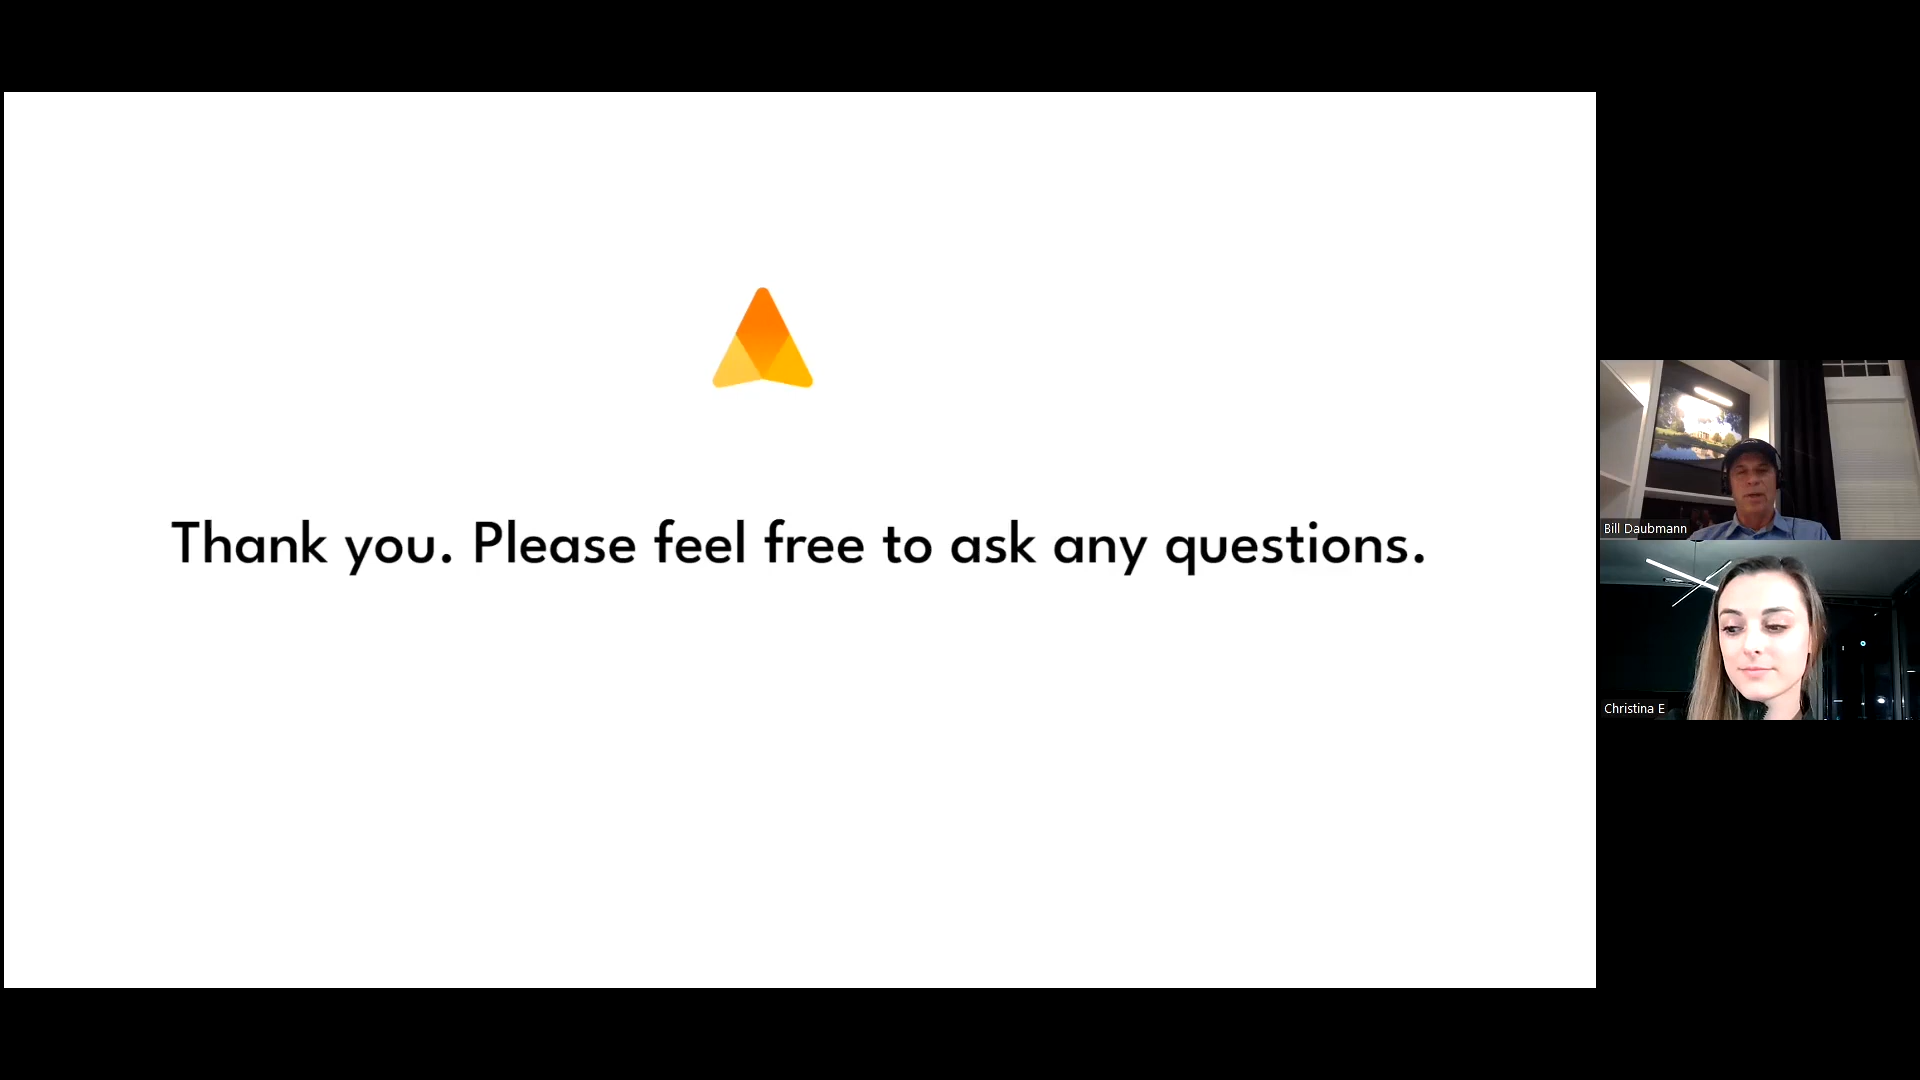 Thank you. Please feel free to ask any questions.
Bill Daubmann
Christina E